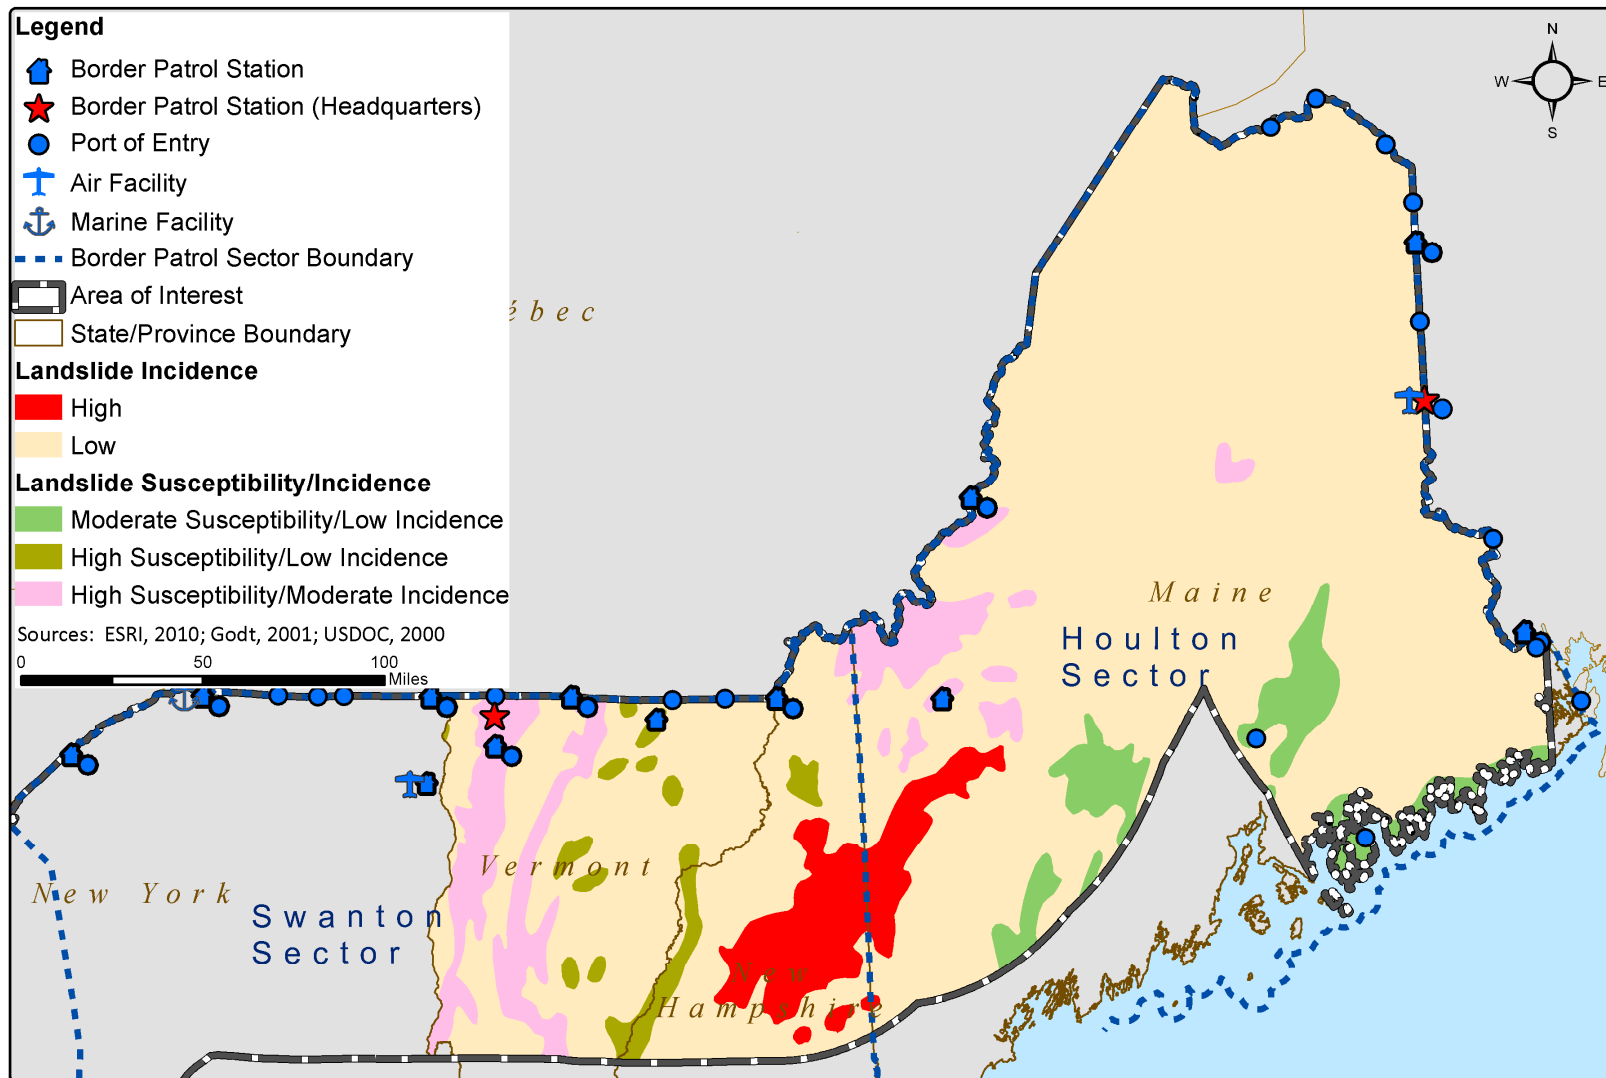 Legend
Border Patrol Station
Border Patrol Station (Headquarters)
Port of Entry
Air Facility
Marine Facility
Border Patrol Sector Boundary
Area of Interest
State/Province Boundary
Landslide Incidence
High
Low
Landslide Susceptibility/Incidence
Moderate Susceptibility/Low Incidence
High Susceptibility/Low Incidence
High Susceptibility/Moderate Incidence
Sources: ESRI, 2010; Godt, 2001; USDOC, 2000
0 50 100
Miles
N
W E
S
ébec
Maine
Houlton
Sector
Vermont
New York
Swanton
Sector
New
Hampshire